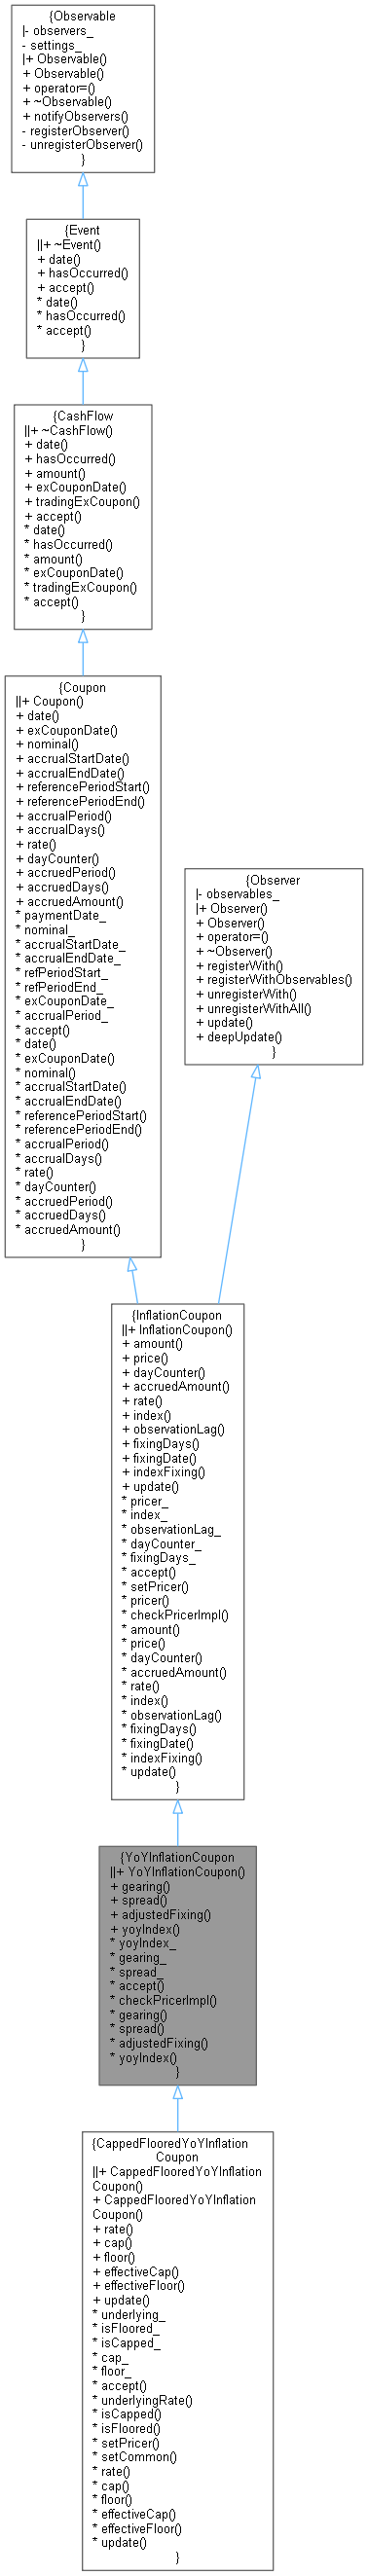 {Observable
|- observers_
- settings_
|+ Observable()
+ Observable()
+ operator=()
+ ~Observable()
+ notifyObservers()
- registerObserver()
- unregisterObserver()
}
{Event
||+ ~Event()
+ date()
+ hasOccurred()
+ accept()
* date()
* hasOccurred()
* accept()
}
{CashFlow
||+ ~CashFlow()
+ date()
+ hasOccurred()
+ amount()
+ exCouponDate()
+ tradingExCoupon()
+ accept()
* date()
* hasOccurred()
* amount()
* exCouponDate()
* tradingExCoupon()
* accept()
}
{Coupon
||+ Coupon()
+ date()
+ exCouponDate()
+ nominal()
+ accrualStartDate()
+ accrualEndDate()
+ referencePeriodStart()
+ referencePeriodEnd()
+ accrualPeriod()
+ accrualDays()
+ rate()
+ dayCounter()
+ accruedPeriod()
+ accruedDays()
+ accruedAmount()
* paymentDate_
* nominal_
* accrualStartDate_
* accrualEndDate_
* refPeriodStart_
* refPeriodEnd_
* exCouponDate_
* accrualPeriod_
* accept()
* date()
* exCouponDate()
* nominal()
* accrualStartDate()
* accrualEndDate()
* referencePeriodStart()
* referencePeriodEnd()
* accrualPeriod()
* accrualDays()
* rate()
* dayCounter()
* accruedPeriod()
* accruedDays()
* accruedAmount()
}
{Observer
|- observables_
|+ Observer()
+ Observer()
+ operator=()
+ ~Observer()
+ registerWith()
+ registerWithObservables()
+ unregisterWith()
+ unregisterWithAll()
+ update()
+ deepUpdate()
}
{InflationCoupon
||+ InflationCoupon()
+ amount()
+ price()
+ dayCounter()
+ accruedAmount()
+ rate()
+ index()
+ observationLag()
+ fixingDays()
+ fixingDate()
+ indexFixing()
+ update()
* pricer_
* index_
* observationLag_
* dayCounter_
* fixingDays_
* accept()
* setPricer()
* pricer()
* checkPricerImpl()
* amount()
* price()
* dayCounter()
* accruedAmount()
* rate()
* index()
* observationLag()
* fixingDays()
* fixingDate()
* indexFixing()
* update()
}
{YoYInflationCoupon
||+ YoYInflationCoupon()
+ gearing()
+ spread()
+ adjustedFixing()
+ yoyIndex()
* yoyIndex_
* gearing_
* spread_
* accept()
* checkPricerImpl()
* gearing()
* spread()
* adjustedFixing()
* yoyIndex()
}
{CappedFlooredYoYInflation
Coupon
||+ CappedFlooredYoYInflation
Coupon()
+ CappedFlooredYoYInflation
Coupon()
+ rate()
+ cap()
+ floor()
+ effectiveCap()
+ effectiveFloor()
+ update()
* underlying_
* isFloored_
* isCapped_
* cap_
* floor_
* accept()
* underlyingRate()
* isCapped()
* isFloored()
* setPricer()
* setCommon()
* rate()
* cap()
* floor()
* effectiveCap()
* effectiveFloor()
* update()
}